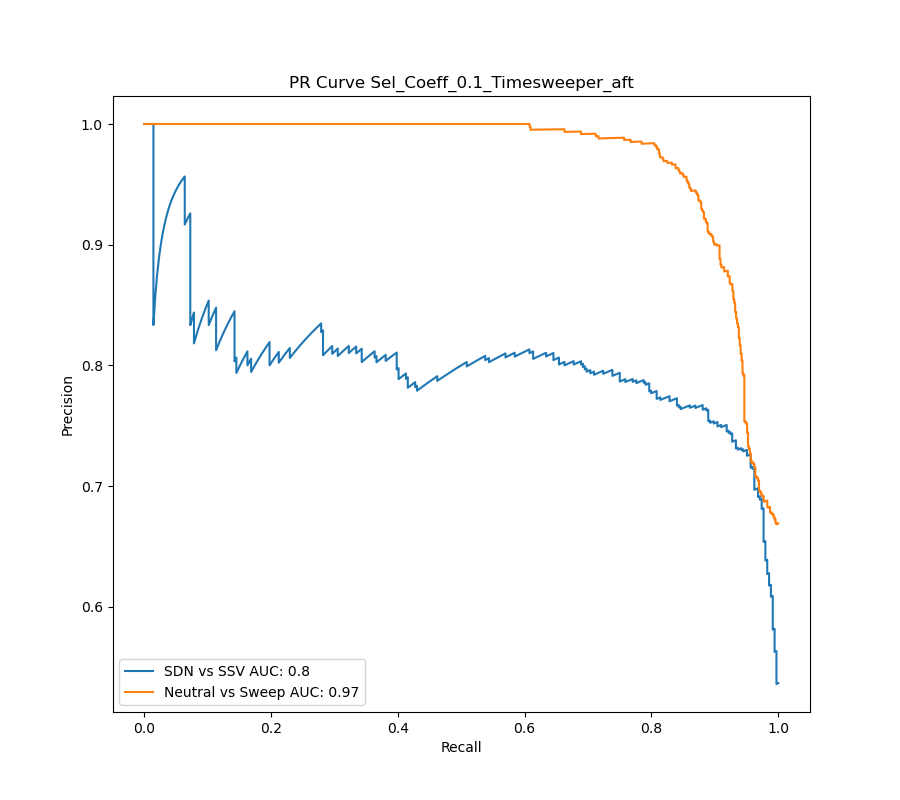 PR Curve Sel_Coeff_0.1_Timesweeper_aft
1.0
0.9
0.8
0.7
0.6
Precision
SDN vs SSV AUC: 0.8
Neutral vs Sweep AUC: 0.97
0.0 0.2 0.4 0.6 0.8 1.0
Recall